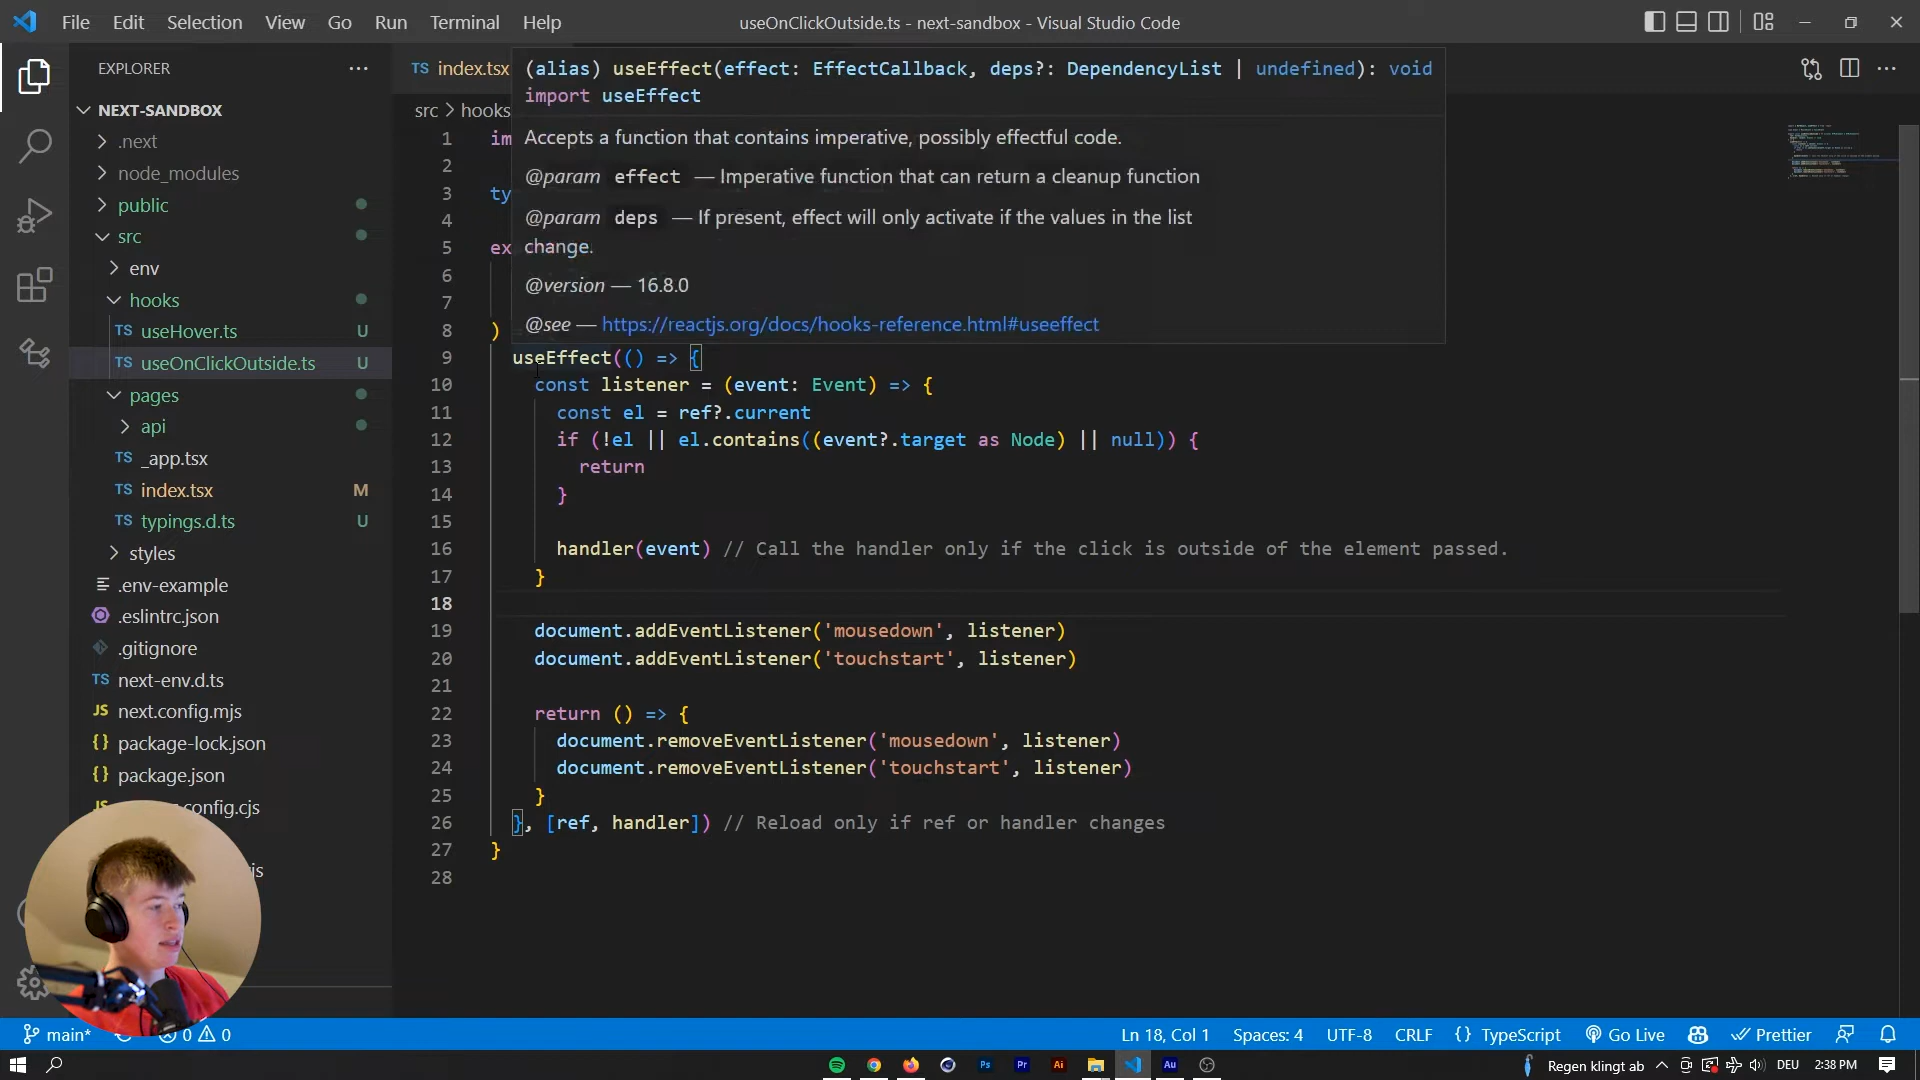 File Edit Selection View Go Run Terminal Help
useOnClickOutside.ts - next-sandbox - Visual Studio Code
EXPLORER
NEXT-SANDBOX
.next
node_modules
public
src
env
hooks
TS useHover.ts U
TS useOnClickOutside.ts U
pages
api
TS _app.tsx
TS index.tsx M
TS typings.d.ts U
styles
.env-example
.eslintrc.json
.gitignore
TS next-env.d.ts
JS next.config.mjs
{} package-lock.json
{} package.json
config.cjs
TS index.tsx
src > hooks
(alias) useEffect(effect: EffectCallback, deps?: DependencyList | undefined): void
import useEffect
Accepts a function that contains imperative, possibly effectful code.
@param effect — Imperative function that can return a cleanup function
@param deps — If present, effect will only activate if the values in the list
change.
@version — 16.8.0
@see — https://reactjs.org/docs/hooks-reference.html#useeffect
1 im
2
3 ty
4
5 ex
6
7
8 )
9 useEffect(() => {
10 const listener = (event: Event) => {
11 const el = ref?.current
12 if (!el || el.contains((event?.target as Node) || null)) {
13 return
14 }
15
16 handler(event) // Call the handler only if the click is outside of the element passed.
17 }
18
19 document.addEventListener('mousedown', listener)
20 document.addEventListener('touchstart', listener)
21
22 return () => {
23 document.removeEventListener('mousedown', listener)
24 document.removeEventListener('touchstart', listener)
25 }
26 }, [ref, handler]) // Reload only if ref or handler changes
27 }
28
main* 0 0 Ln 18, Col 1 Spaces: 4 UTF-8 CRLF {} TypeScript Go Live Prettier
Ps Pr Ai Au Regen klingt ab DEU 2:38 PM